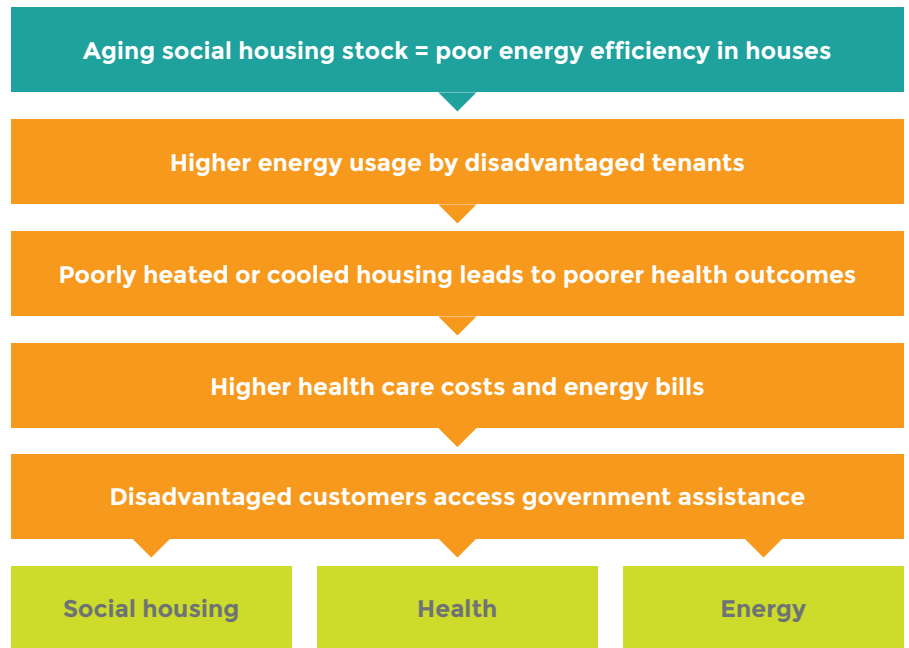 Aging social housing stock = poor energy efficiency in houses
Higher energy usage by disadvantaged tenants
Poorly heated or cooled housing leads to poorer health outcomes
Higher health care costs and energy bills
Disadvantaged customers access government assistance
Social housing
Health
Energy